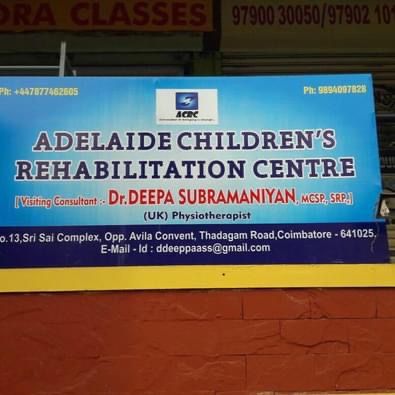 ORA CLASSES
97900 30050/97902 101
Ph: +447877462605
Ph: 9894097828
ACRC
ADELAIDE CHILDREN'S
REHABILITATION CENTRE
[Visiting Consultant :- Dr.DEEPA SUBRAMANIYAN, MCSP., SRP.,]
(UK) Physiotherapist
o.13,Sri Sai Complex, Opp. Avila Convent, Thadagam Road,Coimbatore - 641025.
E-Mail - Id : ddeeppaass@gmail.com